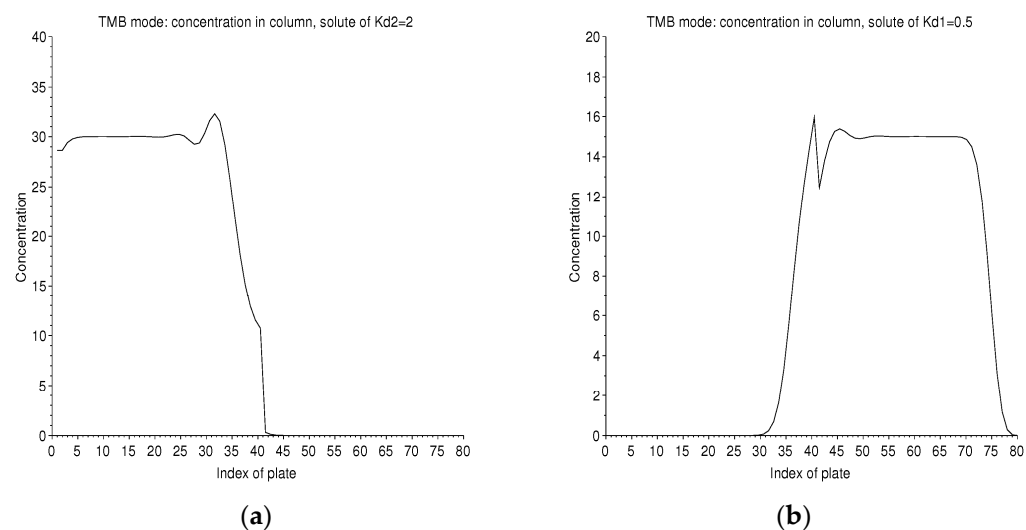 TMB mode: concentration in column, solute of Kd2=2
40
35
30
25
20
15
10
5
0
Concentration
0 5 10 15 20 25 30 35 40 45 50 55 60 65 70 75 80
Index of plate
(a)
TMB mode: concentration in column, solute of Kd1=0.5
20
18
16
14
12
10
8
6
4
2
0
Concentration
0 5 10 15 20 25 30 35 40 45 50 55 60 65 70 75 80
Index of plate
(b)